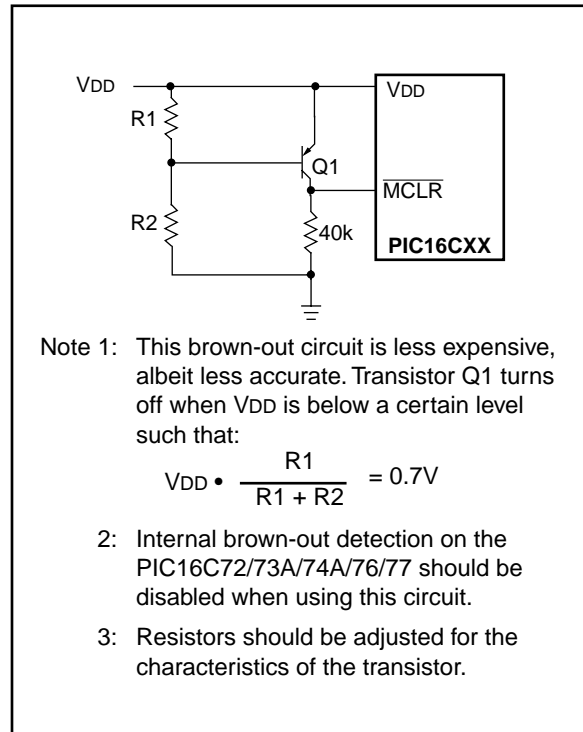 VDD
VDD
R1
Q1
MCLR
R2
40k
PIC16CXX
Note 1: This brown-out circuit is less expensive,
albeit less accurate. Transistor Q1 turns
off when VDD is below a certain level
such that:
VDD • R1 / R1 + R2 = 0.7V
2: Internal brown-out detection on the
PIC16C72/73A/74A/76/77 should be
disabled when using this circuit.
3: Resistors should be adjusted for the
characteristics of the transistor.